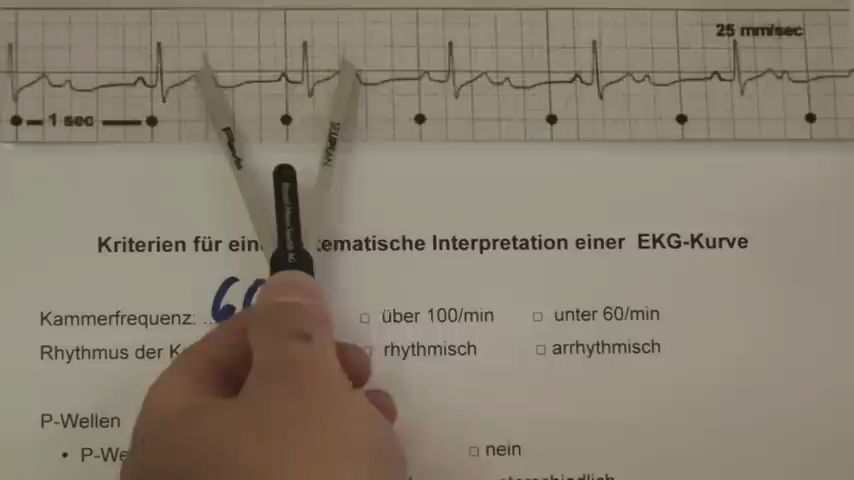 25 mm/sec
1 sec
Kriterien für ein tematische Interpretation einer EKG-Kurve
Kammerfrequenz: 60 □ über 100/min □ unter 60/min
Rhythmus der K □ rhythmisch □ arrhythmisch
P-Wellen
• P-We □ nein